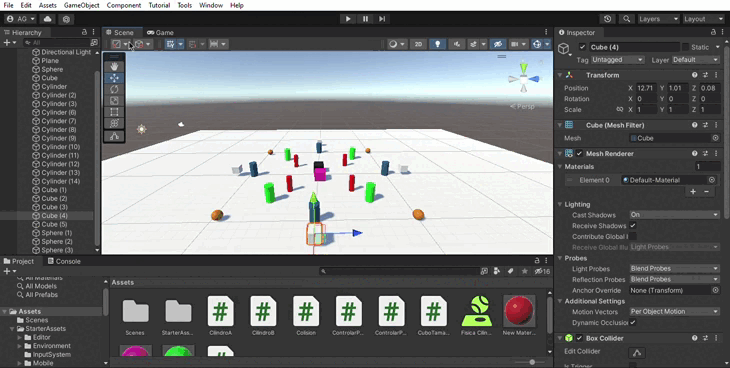 File Edit Assets GameObject Component Tutorial Tools Window Help
AG
Layers
Layout
Hierarchy
All
Directional Light
Plane
Sphere
Cube
Cylinder
Cylinder (2)
Cylinder (3)
Cylinder (6)
Cylinder (7)
Cylinder (8)
Cylinder (9)
Cylinder (10)
Cylinder (11)
Cylinder (12)
Cylinder (13)
Cylinder (14)
Cube (1)
Cube (2)
Cube (3)
Cube (4)
Cube (5)
Sphere (1)
Sphere (2)
Sphere (3)
Scene
Game
2D
Persp
Inspector
Cube (4)
Static
Tag Untagged
Layer Default
Transform
Position X 12.71 Y 1.01 Z 0.08
Rotation X 0 Y 0 Z 0
Scale X 1 Y 1 Z 1
Cube (Mesh Filter)
Mesh Cube
Mesh Renderer
Materials 1
Element 0 Default-Material
Lighting
Cast Shadows On
Receive Shadows
Contribute Global I
Receive Global Illu Light Probes
Probes
Light Probes Blend Probes
Reflection Probes Blend Probes
Anchor Override None (Transform)
Additional Settings
Motion Vectors Per Object Motion
Dynamic Occlusion
Box Collider
Edit Collider
Is Trigger
Project
Console
16
All Materials
All Models
All Prefabs
Assets
Scenes
StarterAssets
Editor
Environment
InputSystem
Mobile
Assets
Scenes
StarterAss...
CilindroA
CilindroB
Colision
ControlarP...
ControlarP...
CuboTama...
Fisica Cilin...
New Mater...